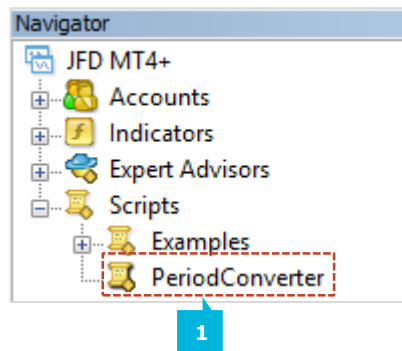 Navigator
JFD MT4+
Accounts
f Indicators
Expert Advisors
Scripts
Examples
PeriodConverter
1